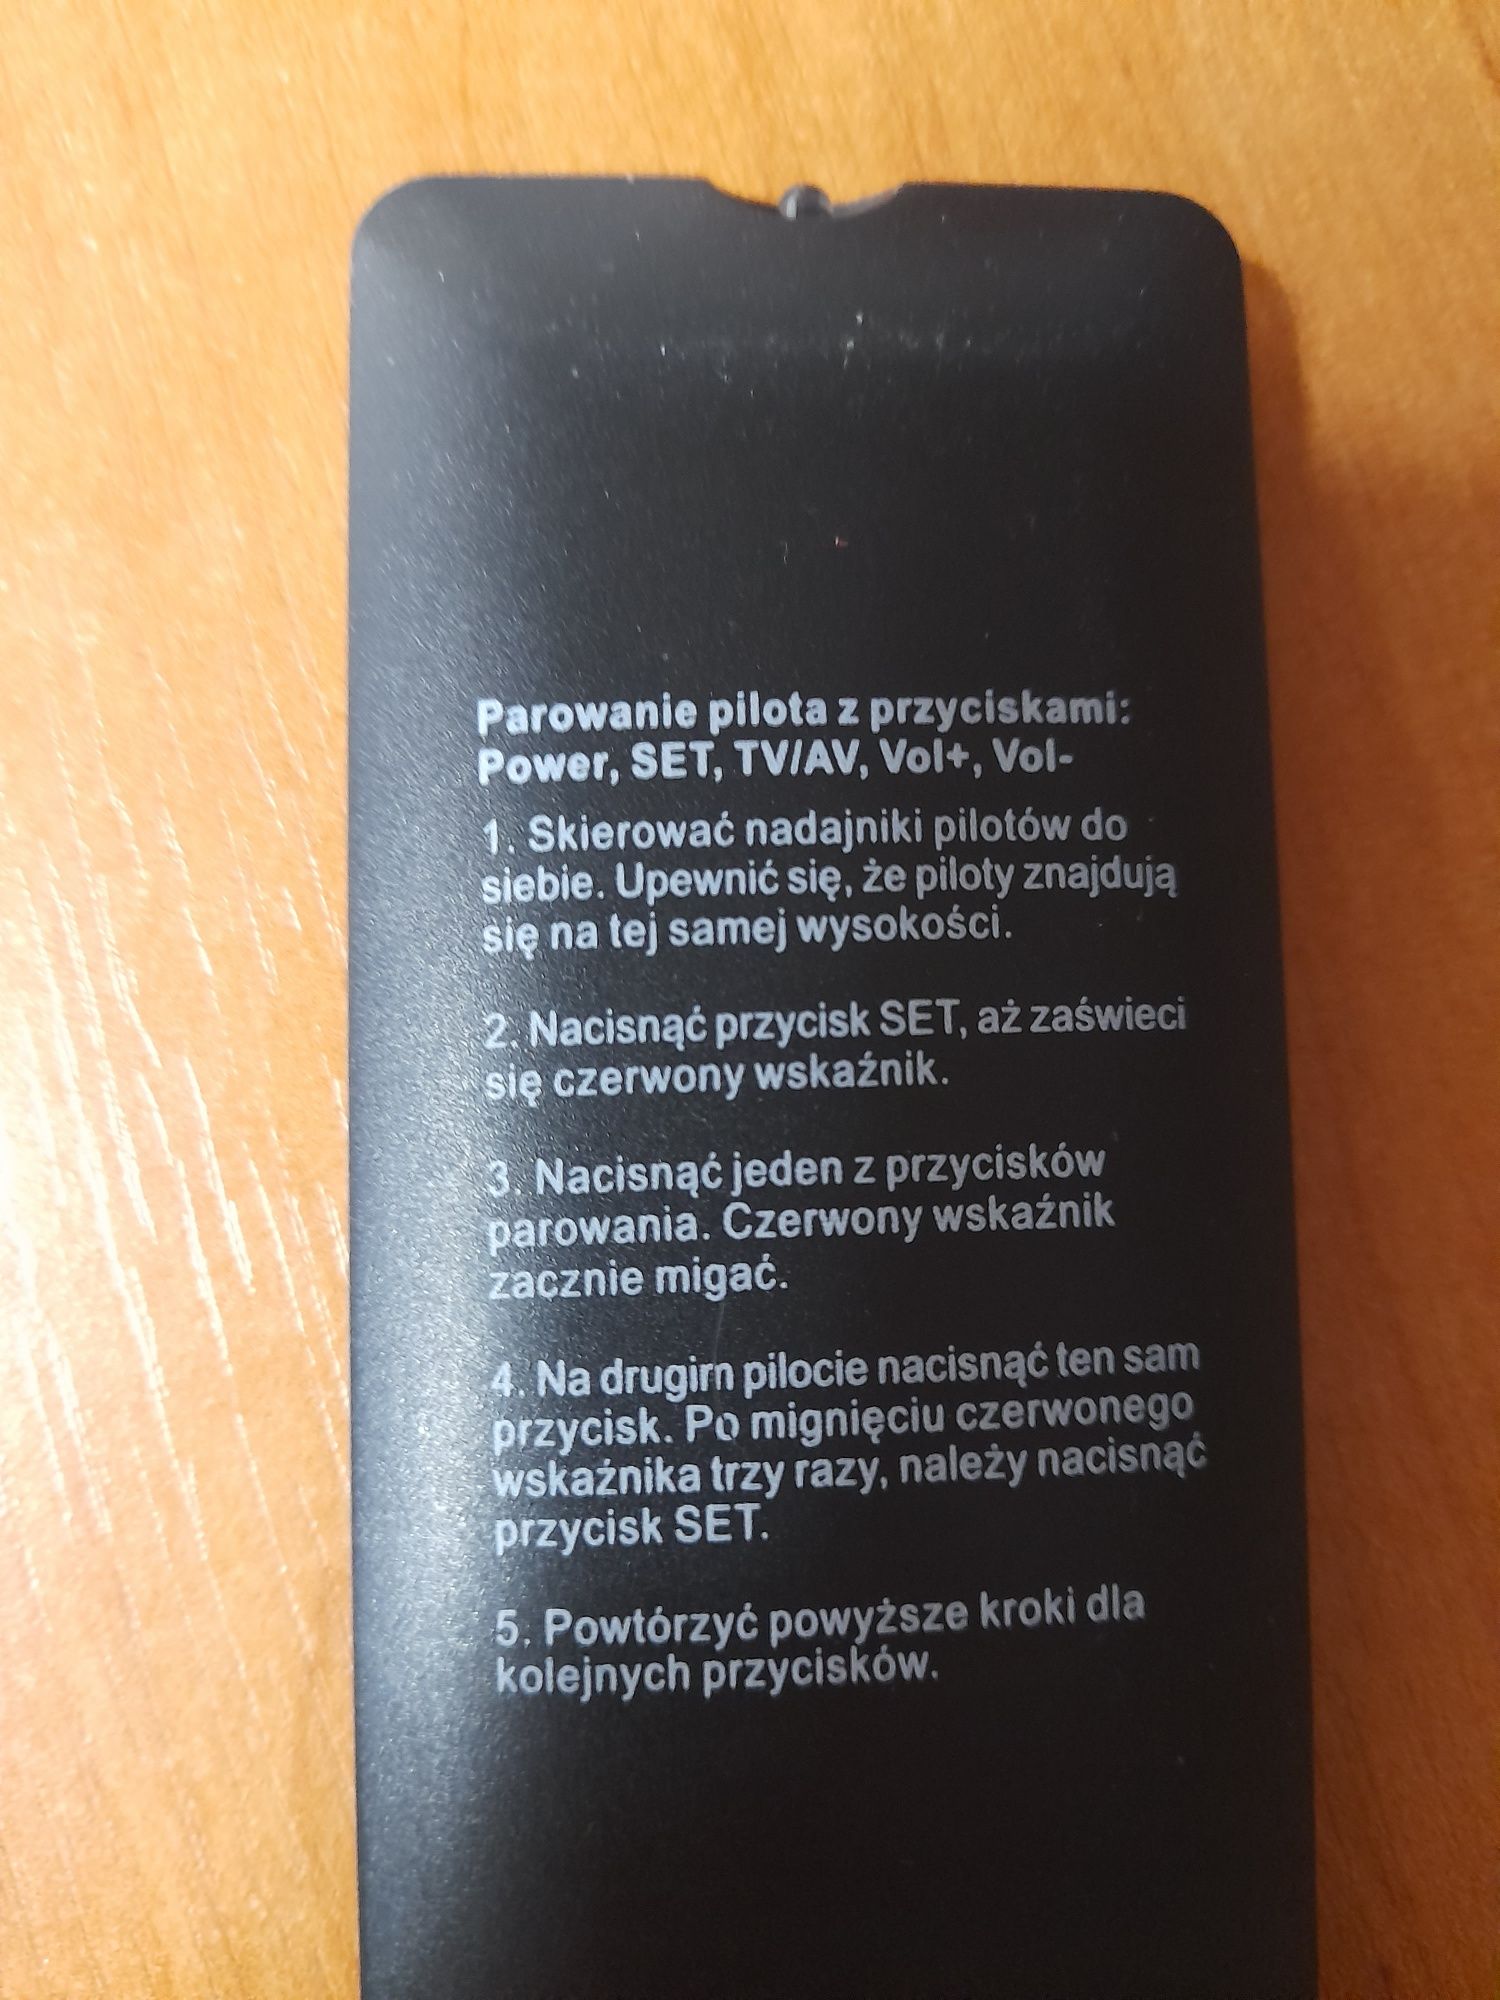 Parowanie pilota z przyciskami:
Power, SET, TV/AV, Vol+, Vol-
1. Skierować nadajniki pilotów do
siebie. Upewnić się, że piloty znajdują
się na tej samej wysokości.
2. Nacisnąć przycisk SET, aż zaświeci
się czerwony wskaźnik.
3. Nacisnąć jeden z przycisków
parowania. Czerwony wskaźnik
zacznie migać.
4. Na drugim pilocie nacisnąć ten sam
przycisk. Po mignięciu czerwonego
wskaźnika trzy razy, należy nacisnąć
przycisk SET.
5. Powtórzyć powyższe kroki dla
kolejnych przycisków.